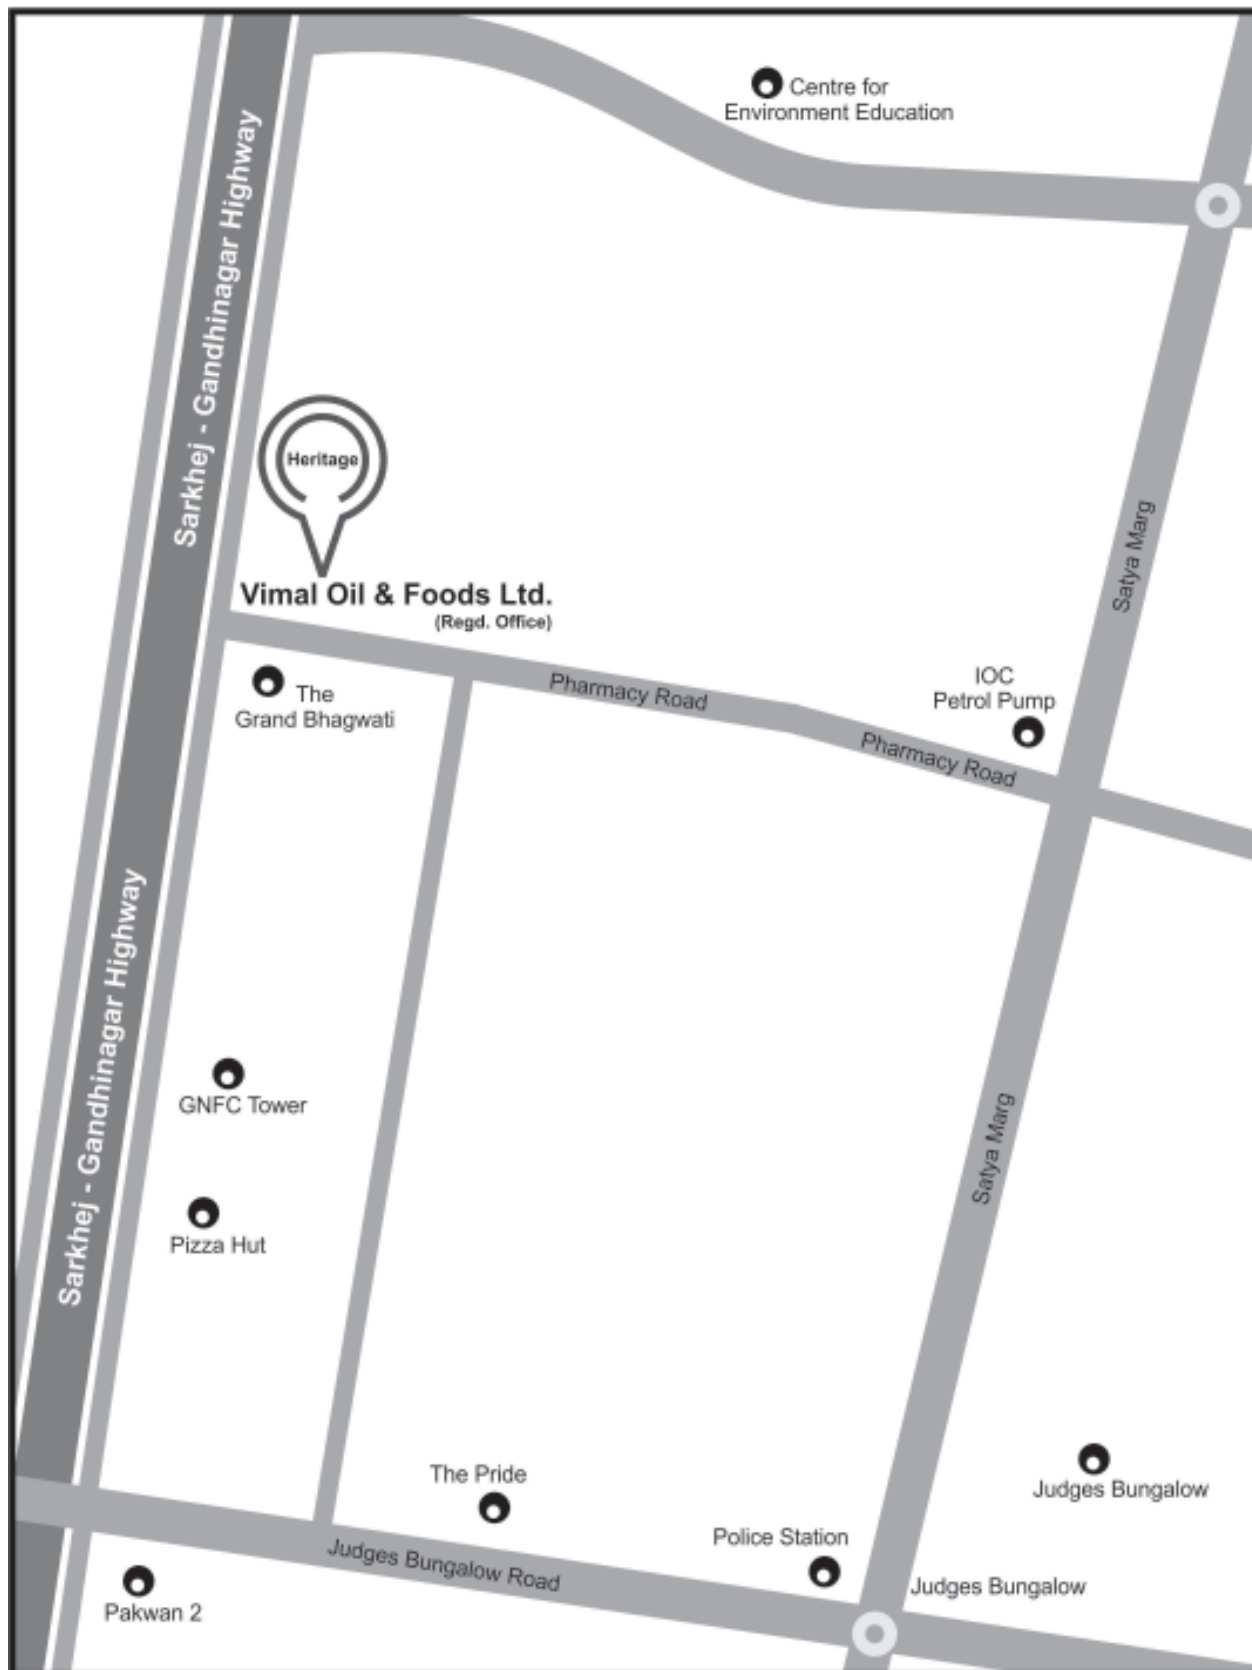 Centre for
Environment Education
Sarkhej - Gandhinagar Highway
Heritage
Vimal Oil & Foods Ltd.
(Regd. Office)
Satya Marg
The
Grand Bhagwati
Pharmacy Road
IOC
Petrol Pump
Pharmacy Road
Sarkhej - Gandhinagar Highway
GNFC Tower
Satya Marg
Pizza Hut
The Pride
Judges Bungalow
Police Station
Judges Bungalow Road
Judges Bungalow
Pakwan 2